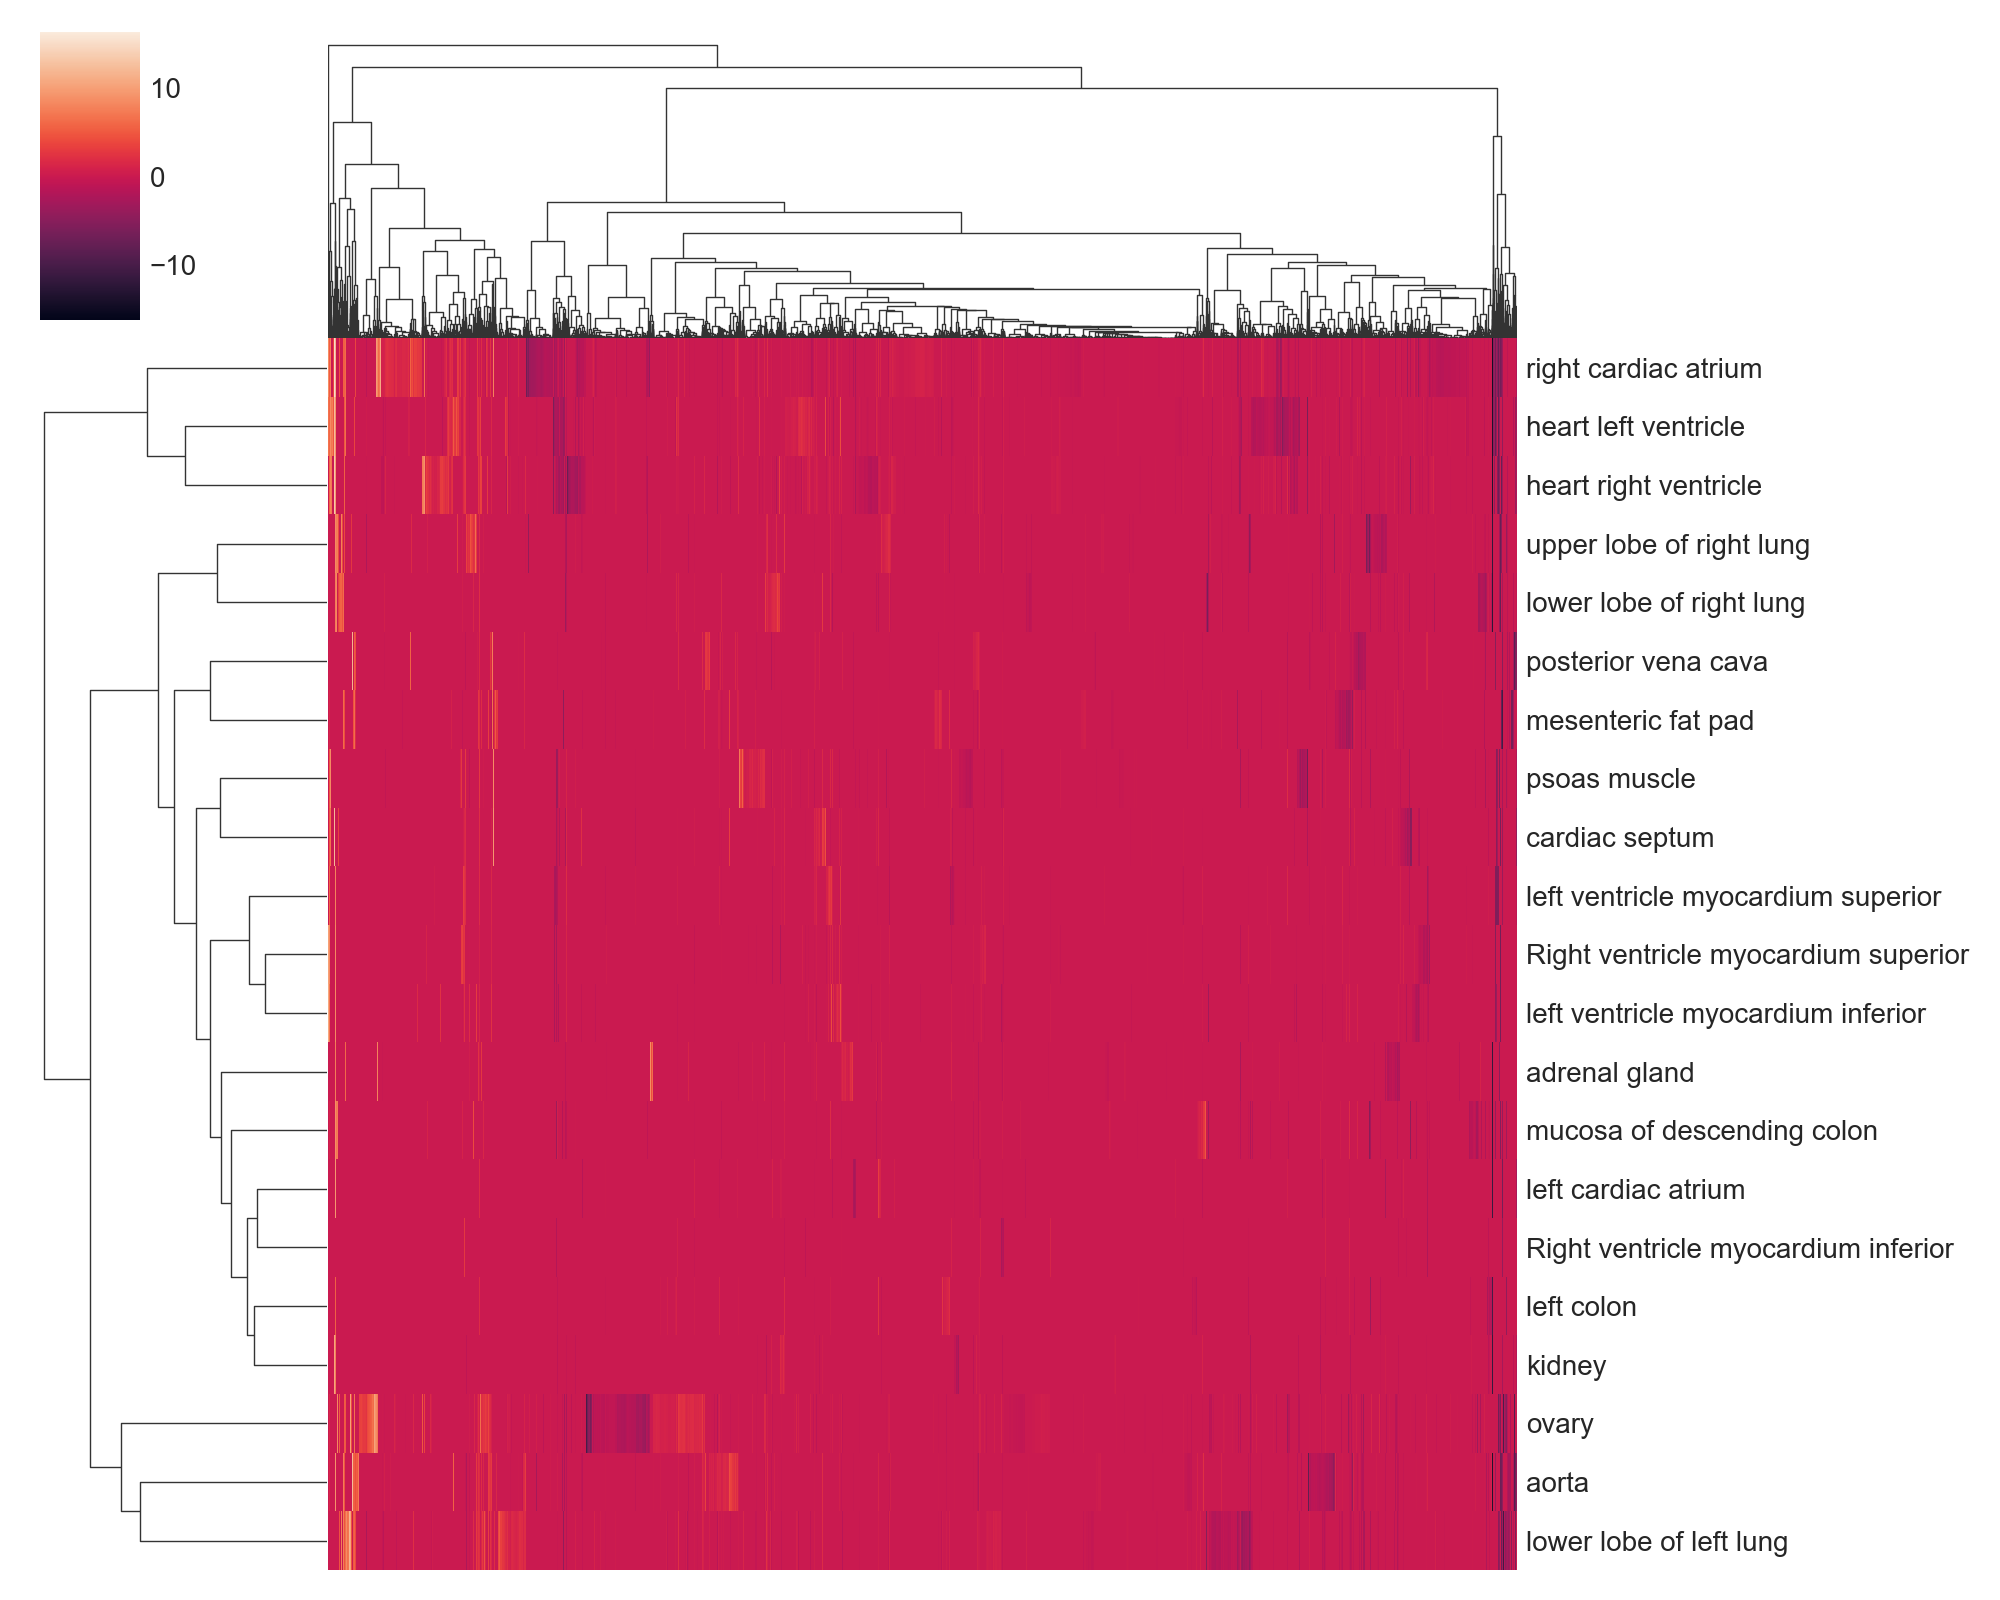 10
0
−10
right cardiac atrium
heart left ventricle
heart right ventricle
upper lobe of right lung
lower lobe of right lung
posterior vena cava
mesenteric fat pad
psoas muscle
cardiac septum
left ventricle myocardium superior
Right ventricle myocardium superior
left ventricle myocardium inferior
adrenal gland
mucosa of descending colon
left cardiac atrium
Right ventricle myocardium inferior
left colon
kidney
ovary
aorta
lower lobe of left lung